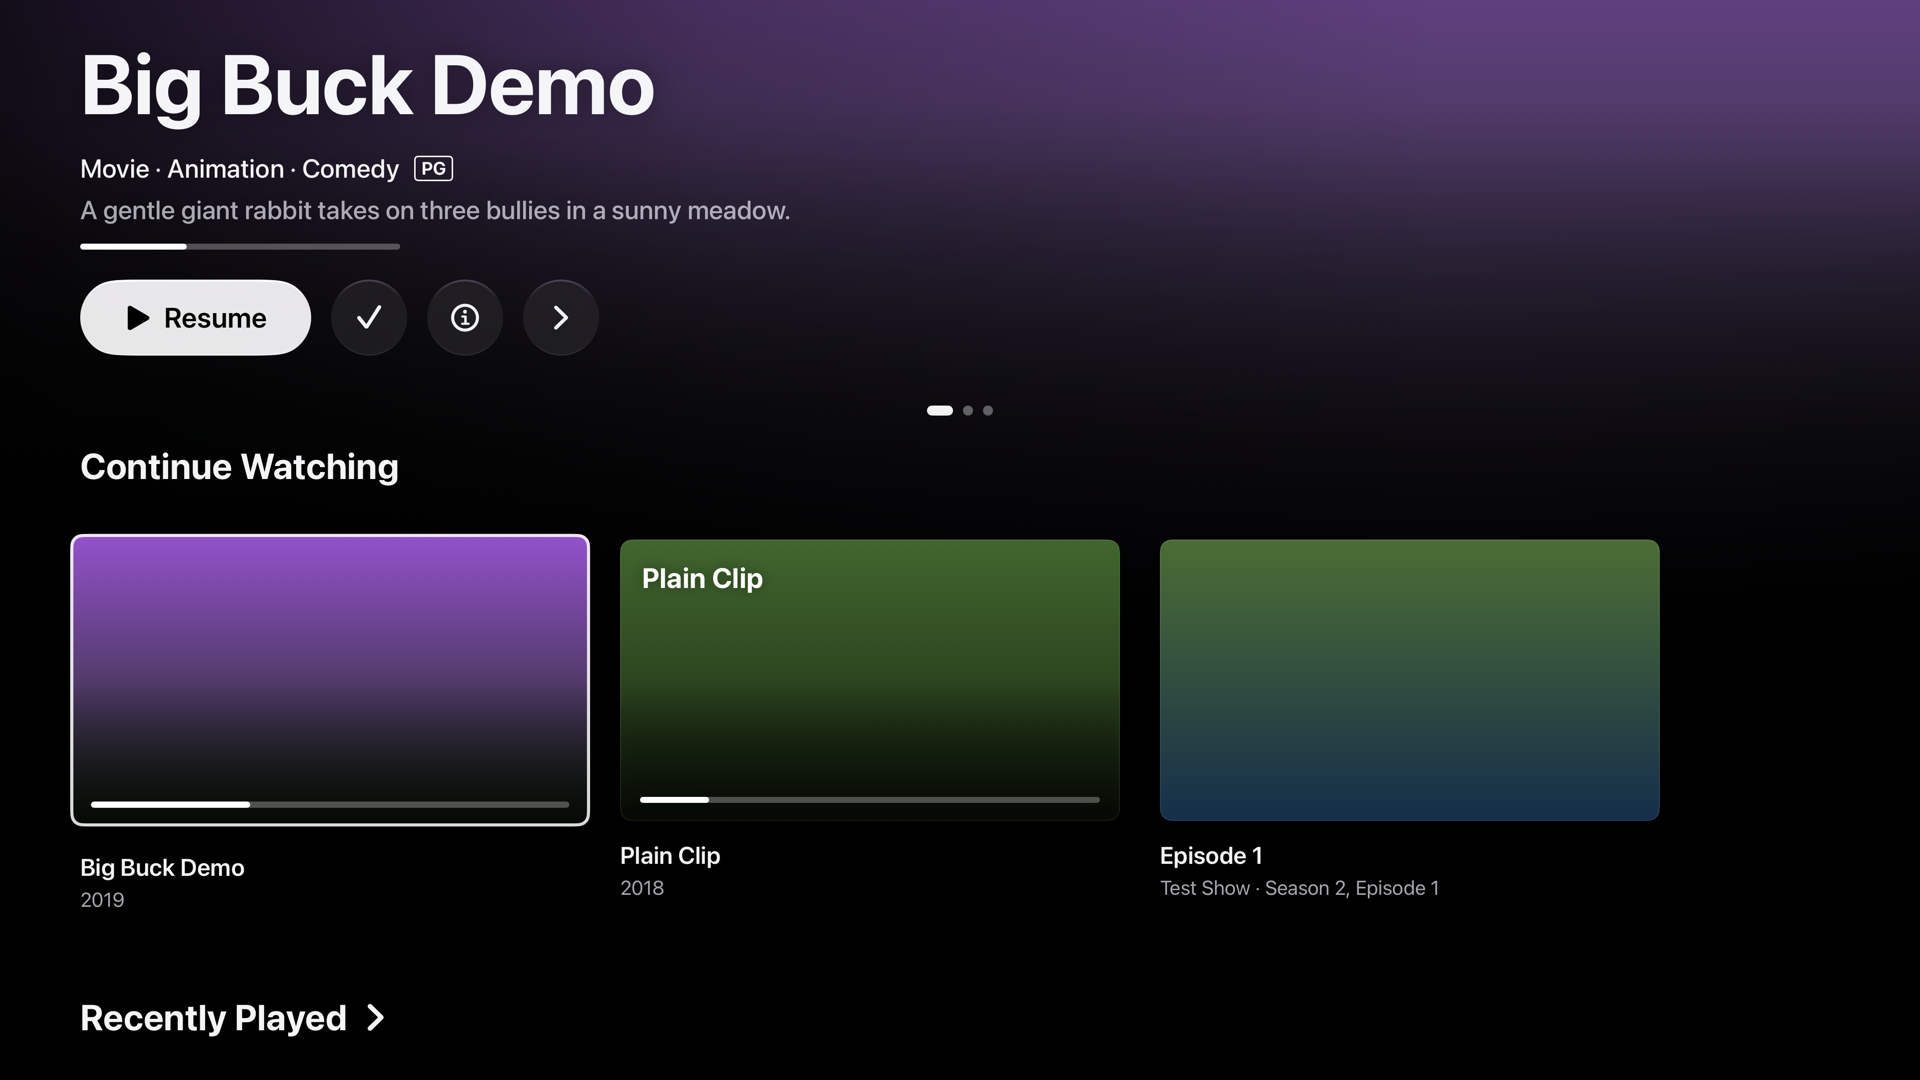 Big Buck Demo
Movie · Animation · Comedy PG
A gentle giant rabbit takes on three bullies in a sunny meadow.
Resume
Continue Watching
Plain Clip
Big Buck Demo
2019
Plain Clip
2018
Episode 1
Test Show · Season 2, Episode 1
Recently Played